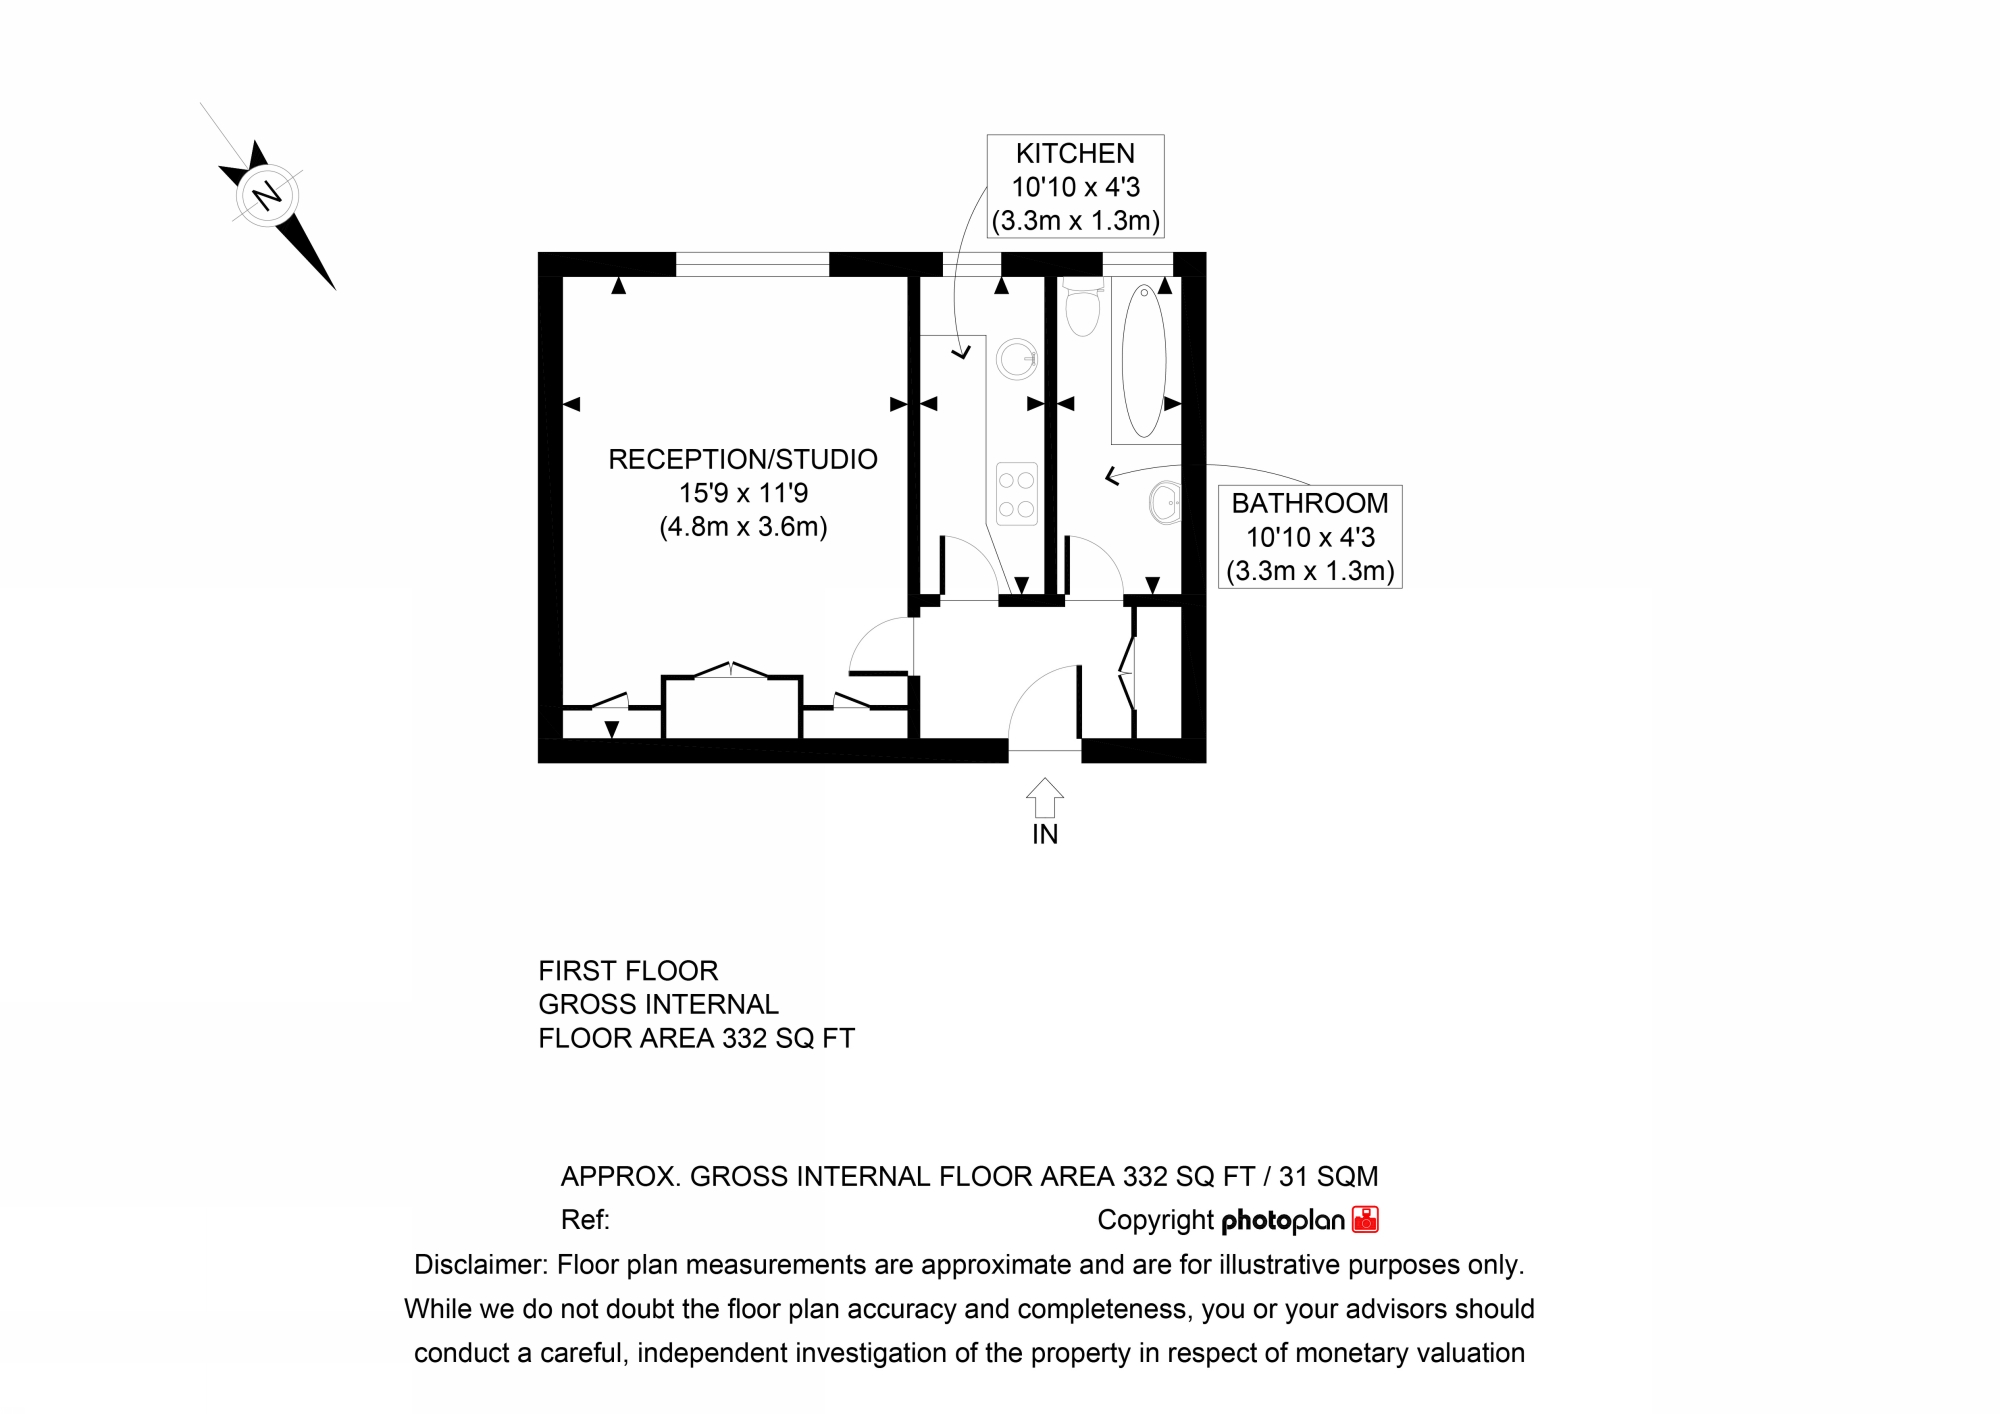 N
KITCHEN
10'10 x 4'3
(3.3m x 1.3m)
RECEPTION/STUDIO
15'9 x 11'9
(4.8m x 3.6m)
BATHROOM
10'10 x 4'3
(3.3m x 1.3m)
IN
FIRST FLOOR
GROSS INTERNAL
FLOOR AREA 332 SQ FT
APPROX. GROSS INTERNAL FLOOR AREA 332 SQ FT / 31 SQM
Ref:
Copyright photoplan
Disclaimer: Floor plan measurements are approximate and are for illustrative purposes only.
While we do not doubt the floor plan accuracy and completeness, you or your advisors should
conduct a careful, independent investigation of the property in respect of monetary valuation